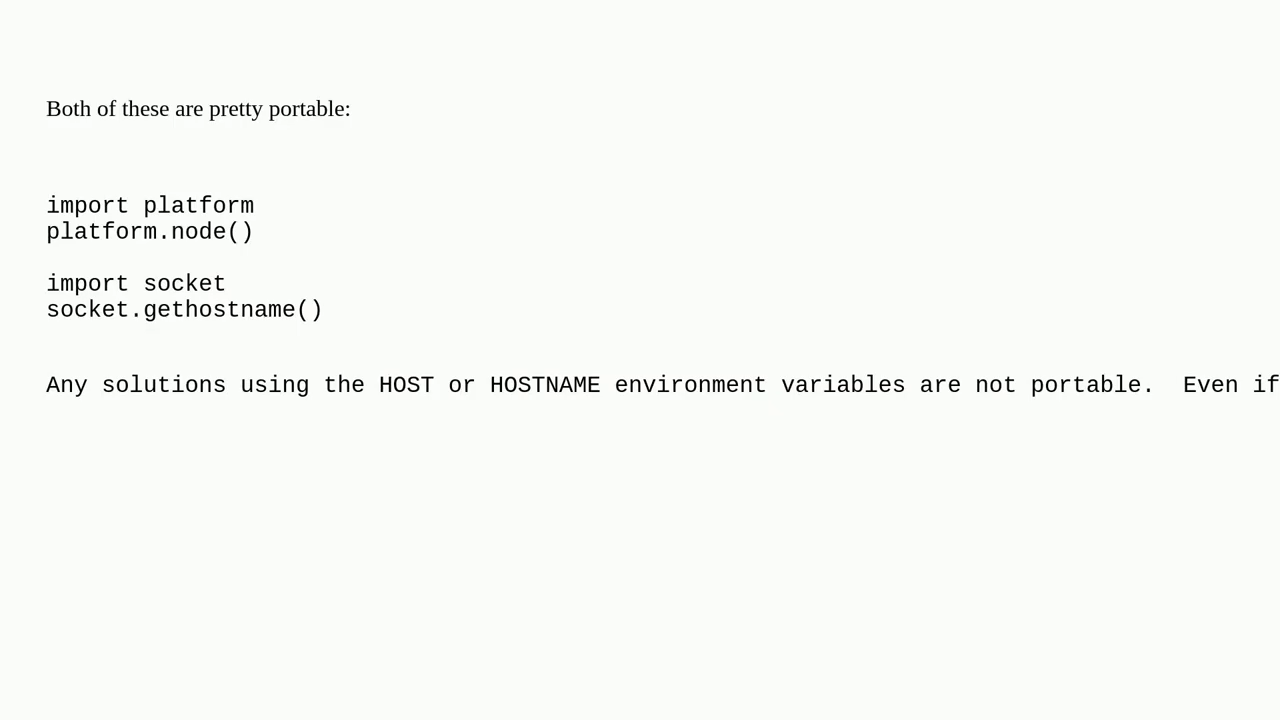 Both of these are pretty portable:
import platform
platform.node()
import socket
socket.gethostname()
Any solutions using the HOST or HOSTNAME environment variables are not portable.  Even if